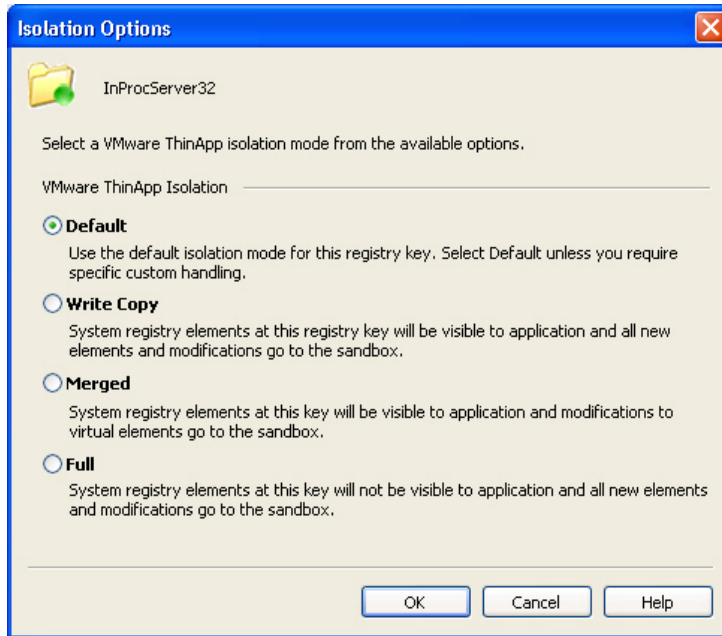 Isolation Options
InProcServer32
Select a VMware ThinApp isolation mode from the available options.
VMware ThinApp Isolation
Default
Use the default isolation mode for this registry key. Select Default unless you require
specific custom handling.
Write Copy
System registry elements at this registry key will be visible to application and all new
elements and modifications go to the sandbox.
Merged
System registry elements at this key will be visible to application and modifications to
virtual elements go to the sandbox.
Full
System registry elements at this key will not be visible to application and all new elements
and modifications go to the sandbox.
OK Cancel Help